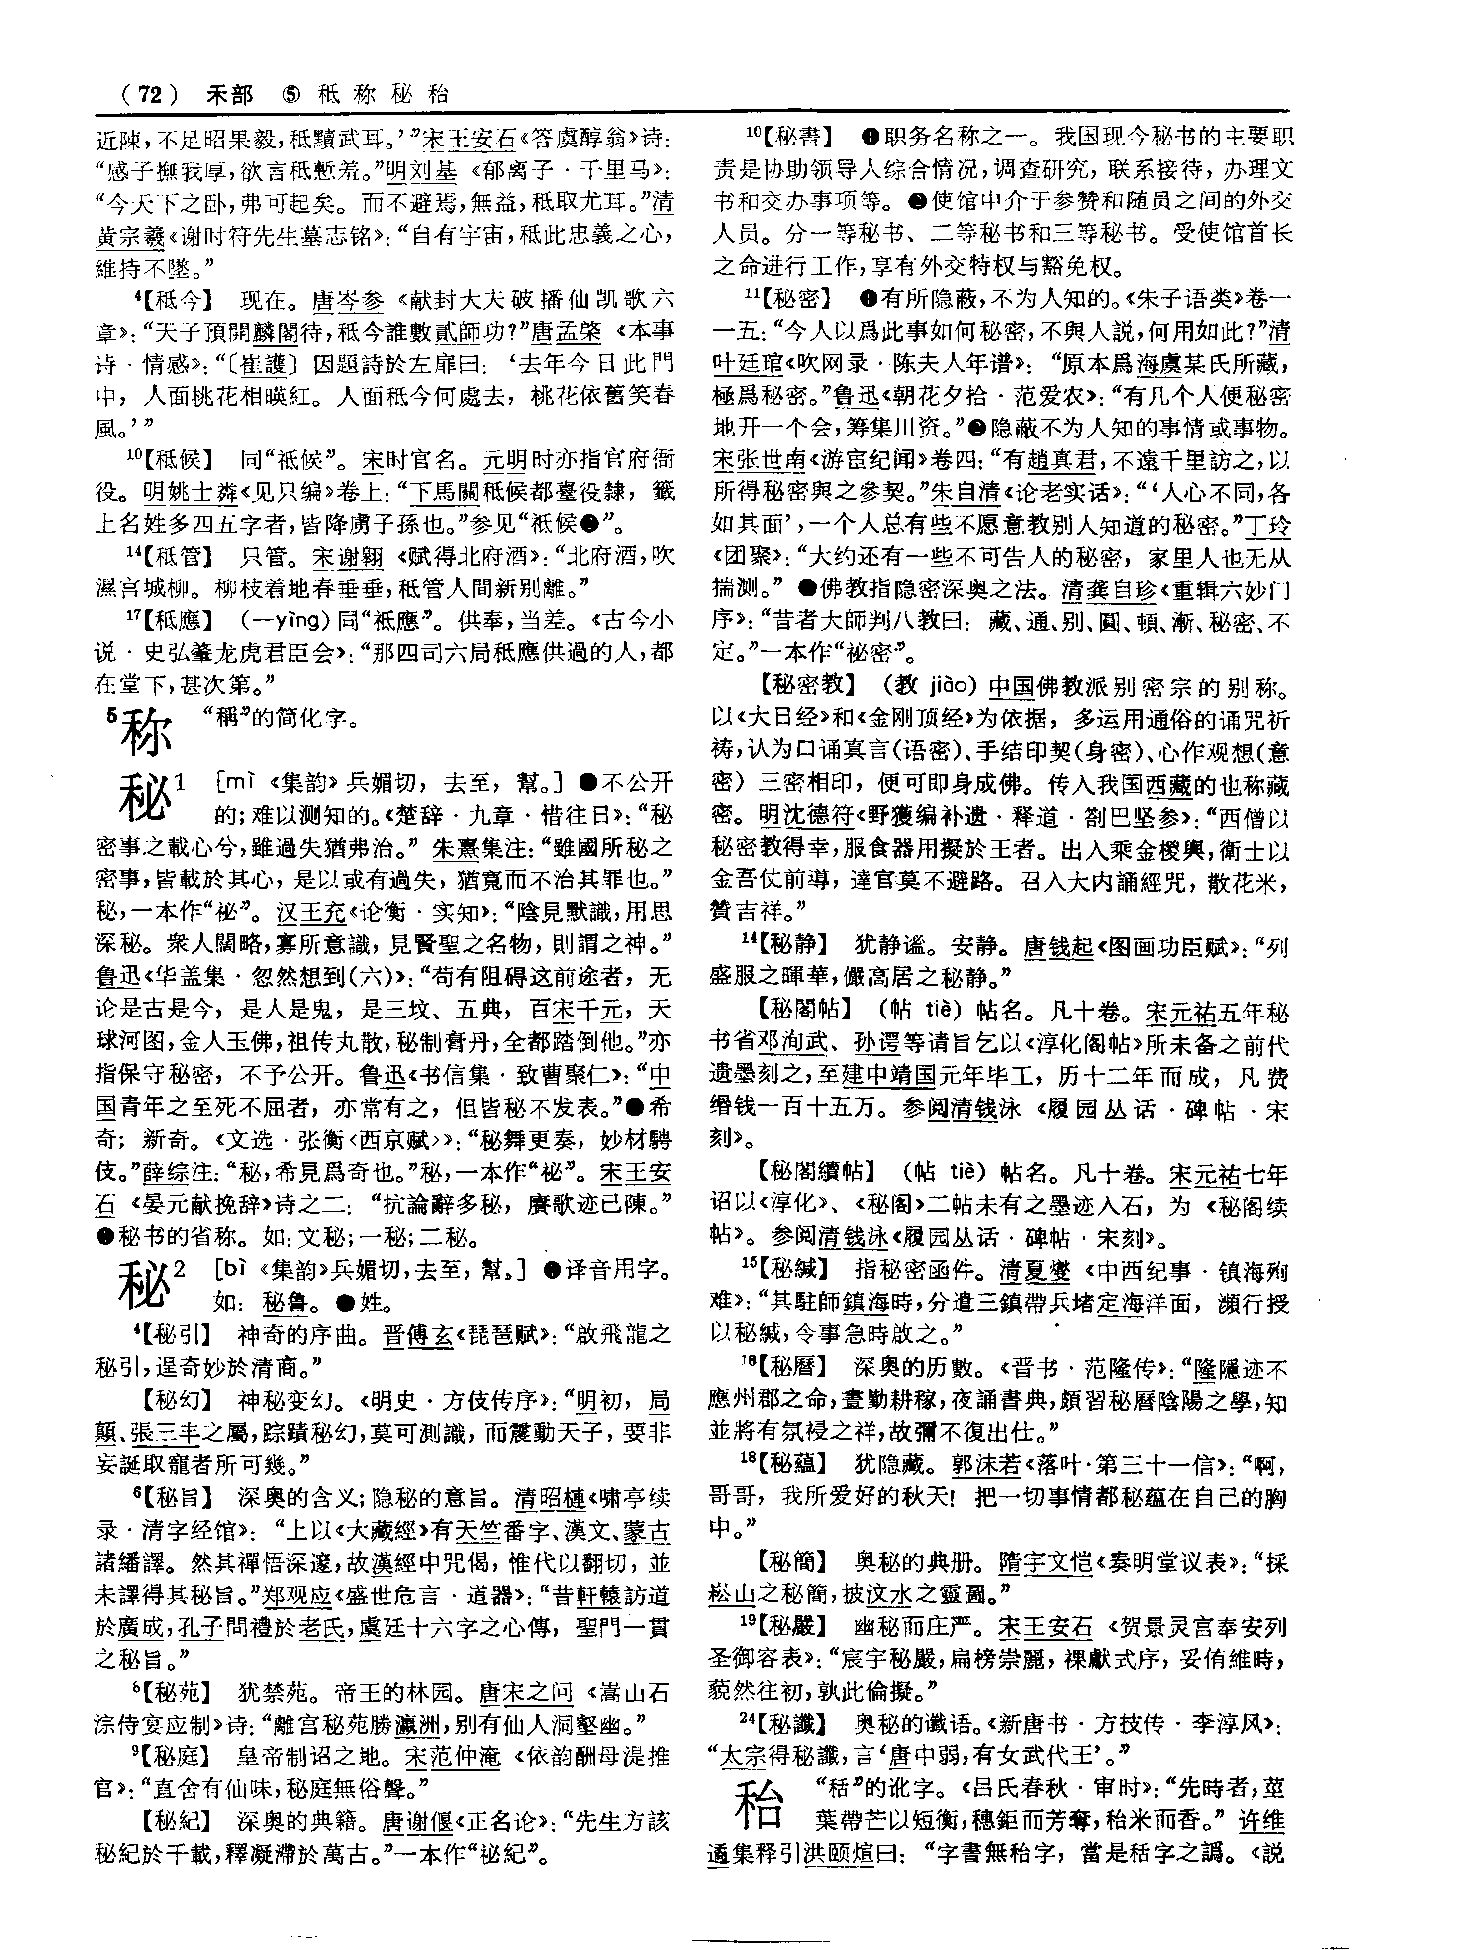 (72) 禾部 ⑤ 秪称秘秮
近陳，不足昭果毅，秪黷武耳。’”宋王安石《答虞醇翁》诗：
“感子撫我厚，欲言秪慙羞。”明刘基《郁离子·千里马》：
“今天下之卧，弗可起矣。而不避焉，無益，秪取尤耳。”清
黄宗羲《谢时符先生墓志铭》：“自有宇宙，秪此忠義之心，
維持不墜。”
⁴【秪今】 现在。唐岑参《献封大夫破播仙凯歌六
章》：“天子預開麟閣待，秪今誰數貳師功？”唐孟棨《本事
诗·情感》：“〔崔護〕因題詩於左扉曰：‘去年今日此門
中，人面桃花相暎紅。人面秪今何處去，桃花依舊笑春
風。’”
¹⁰【秪候】 同“祗候”。宋时官名。元明时亦指官府衙
役。明姚士粦《见只编》卷上：“下馬關秪候都臺役隸，籤
上名姓多四五字者，皆降虜子孫也。”参见“祗候❷”。
¹⁴【秪管】 只管。宋谢翱《赋得北府酒》：“北府酒，吹
濕宫城柳。柳枝着地春垂垂，秪管人間新别離。”
¹⁷【秪應】 （一yìng）同“祗應”。供奉，当差。《古今小
说·史弘肇龙虎君臣会》：“那四司六局秪應供過的人，都
在堂下，甚次第。”
⁵称 “稱”的简化字。
秘¹ ［mì《集韵》兵媚切，去至，幫。］❶不公开
的；难以测知的。《楚辞·九章·惜往日》：“秘
密事之載心兮，雖過失猶弗治。”朱熹集注：“雖國所秘之
密事，皆載於其心，是以或有過失，猶寬而不治其罪也。”
秘，一本作“祕”。汉王充《论衡·实知》：“陰見默識，用思
深秘。衆人闊略，寡所意識，見賢聖之名物，則謂之神。”
鲁迅《华盖集·忽然想到（六）》：“苟有阻碍这前途者，无
论是古是今，是人是鬼，是三坟、五典，百宋千元，天
球河图，金人玉佛，祖传丸散，秘制膏丹，全都踏倒他。”亦
指保守秘密，不予公开。鲁迅《书信集·致曹聚仁》：“中
国青年之至死不屈者，亦常有之，但皆秘不发表。”❷希
奇；新奇。《文选·张衡〈西京赋〉》：“秘舞更奏，妙材騁
伎。”薛综注：“秘，希見爲奇也。”秘，一本作“祕”。宋王安
石《晏元献挽辞》诗之二：“抗論辭多秘，賡歌迹已陳。”
❸秘书的省称。如：文秘；一秘；二秘。
秘² ［bì《集韵》兵媚切，去至，幫。］❶译音用字。
如：秘鲁。❷姓。
⁴【秘引】 神奇的序曲。晋傅玄《琵琶赋》：“啟飛龍之
秘引，逞奇妙於清商。”
【秘幻】 神秘变幻。《明史·方伎传序》：“明初，周
顛、張三丰之屬，踪蹟秘幻，莫可測識，而震動天子，要非
妄誕取寵者所可幾。”
⁶【秘旨】 深奥的含义；隐秘的意旨。清昭槤《啸亭续
录·清字经馆》：“上以《大藏經》有天竺番字、漢文、蒙古
諸繙譯。然其禪悟深邃，故漢經中咒偈，惟代以翻切，並
未譯得其秘旨。”郑观应《盛世危言·道器》：“昔軒轅訪道
於廣成，孔子問禮於老氏，虞廷十六字之心傳，聖門一貫
之秘旨。”
⁵【秘苑】 犹禁苑。帝王的林园。唐宋之问《嵩山石
淙侍宴应制》诗：“離宫秘苑勝瀛洲，别有仙人洞壑幽。”
⁹【秘庭】 皇帝制诏之地。宋范仲淹《依韵酬母湜推
官》：“直舍有仙味，秘庭無俗聲。”
【秘紀】 深奥的典籍。唐谢偃《正名论》：“先生方該
秘紀於千載，釋凝滯於萬古。”一本作“祕紀”。
¹⁰【秘書】 ❶职务名称之一。我国现今秘书的主要职
责是协助领导人综合情况，调查研究，联系接待，办理文
书和交办事项等。❷使馆中介于参赞和随员之间的外交
人员。分一等秘书、二等秘书和三等秘书。受使馆首长
之命进行工作，享有外交特权与豁免权。
¹¹【秘密】 ❶有所隐蔽，不为人知的。《朱子语类》卷一
一五：“今人以爲此事如何秘密，不與人説，何用如此？”清
叶廷琯《吹网录·陈夫人年谱》：“原本爲海虞某氏所藏，
極爲秘密。”鲁迅《朝花夕拾·范爱农》：“有几个人便秘密
地开一个会，筹集川资。”❷隐蔽不为人知的事情或事物。
宋张世南《游宦纪闻》卷四：“有趙真君，不遠千里訪之，以
所得秘密與之參契。”朱自清《论老实话》：“‘人心不同，各
如其面’，一个人总有些不愿意教别人知道的秘密。”丁玲
《团聚》：“大约还有一些不可告人的秘密，家里人也无从
揣测。”❸佛教指隐密深奥之法。清龚自珍《重辑六妙门
序》：“昔者大師判八教曰：藏、通、别、圓、頓、漸、秘密、不
定。”一本作“祕密”。
【秘密教】 （教 jiào）中国佛教派别密宗的别称。
以《大日经》和《金刚顶经》为依据，多运用通俗的诵咒祈
祷，认为口诵真言（语密）、手结印契（身密）、心作观想（意
密）三密相印，便可即身成佛。传入我国西藏的也称藏
密。明沈德符《野獲编补遗·释道·劄巴坚参》：“西僧以
秘密教得幸，服食器用擬於王者。出入乘金椶輿，衛士以
金吾仗前導，達官莫不避路。召入大内誦經咒，散花米，
贊吉祥。”
¹⁴【秘静】 犹静谧。安静。唐钱起《图画功臣赋》：“列
盛服之暉華，儼高居之秘静。”
【秘閣帖】 （帖 tiè）帖名。凡十卷。宋元祐五年秘
书省邓洵武、孙谔等请旨乞以《淳化阁帖》所未备之前代
遗墨刻之，至建中靖国元年毕工，历十二年而成，凡费
缗钱一百十五万。参阅清钱泳《履园丛话·碑帖·宋
刻》。
【秘閣續帖】 （帖 tiè）帖名。凡十卷。宋元祐七年
诏以《淳化》、《秘阁》二帖未有之墨迹入石，为《秘阁续
帖》。参阅清钱泳《履园丛话·碑帖·宋刻》。
¹⁵【秘緘】 指秘密函件。清夏燮《中西纪事·镇海殉
难》：“其駐師鎮海時，分遣三鎮帶兵堵定海洋面，瀕行授
以秘緘，令事急時啟之。”
¹⁶【秘曆】 深奥的历數。《晋书·范隆传》：“隆隱迹不
應州郡之命，晝勤耕稼，夜誦書典，頗習秘曆陰陽之學，知
並將有氛祲之祥，故彌不復出仕。”
¹⁸【秘蘊】 犹隐藏。郭沫若《落叶·第三十一信》：“啊，
哥哥，我所爱好的秋天！把一切事情都秘蕴在自己的胸
中。”
【秘簡】 奥秘的典册。隋宇文恺《奏明堂议表》：“採
崧山之秘簡，披汶水之靈圖。”
¹⁹【秘嚴】 幽秘而庄严。宋王安石《贺景灵宫奉安列
圣御容表》：“宸宇秘嚴，扁榜崇麗，祼獻式序，妥侑維時，
藐然往初，孰此倫擬。”
²⁴【秘讖】 奥秘的谶语。《新唐书·方技传·李淳风》：
“太宗得秘讖，言‘唐中弱，有女武代王’。”
秮 “秳”的讹字。《吕氏春秋·审时》：“先時者，莖
葉帶芒以短衡，穗鉅而芳奪，秮米而香。”许维
遹集释引洪颐煊曰：“字書無秮字，當是秳字之譌。《説